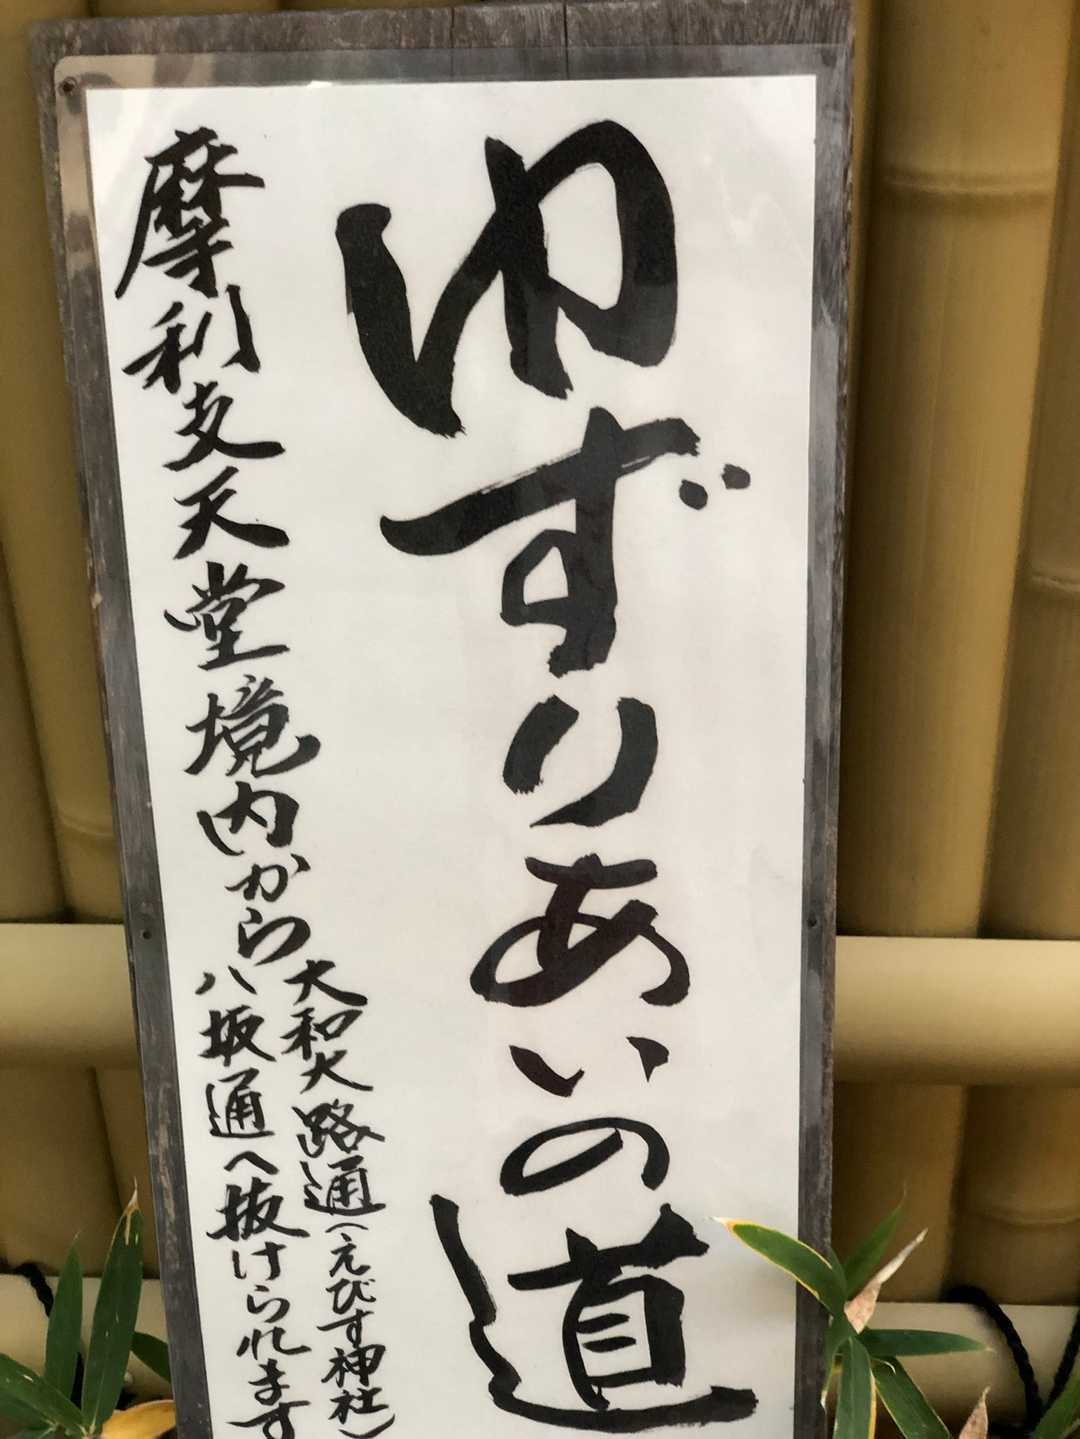 ゆずりあいの道
摩利支天堂境内から
大和大路通(えびす神社)
八坂通へ抜けられます